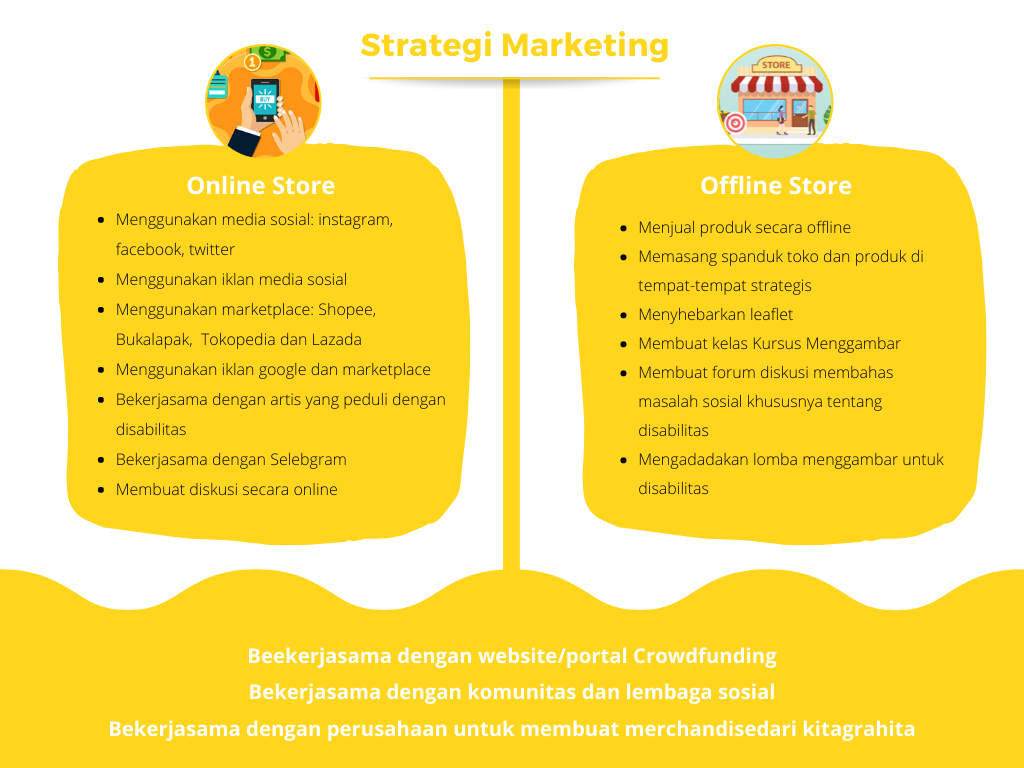 Strategi Marketing
1
$
BUY
STORE
Online Store
Menggunakan media sosial: instagram,
facebook, twitter
Menggunakan iklan media sosial
Menggunakan marketplace: Shopee,
Bukalapak, Tokopedia dan Lazada
Menggunakan iklan google dan marketplace
Bekerjasama dengan artis yang peduli dengan
disabilitas
Bekerjasama dengan Selebgram
Membuat diskusi secara online
Offline Store
Menjual produk secara offline
Memasang spanduk toko dan produk di
tempat-tempat strategis
Menyhebarkan leaflet
Membuat kelas Kursus Menggambar
Membuat forum diskusi membahas
masalah sosial khususnya tentang
disabilitas
Mengadadakan lomba menggambar untuk
disabilitas
Beekerjasama dengan website/portal Crowdfunding
Bekerjasama dengan komunitas dan lembaga sosial
Bekerjasama dengan perusahaan untuk membuat merchandisedari kitagrahita